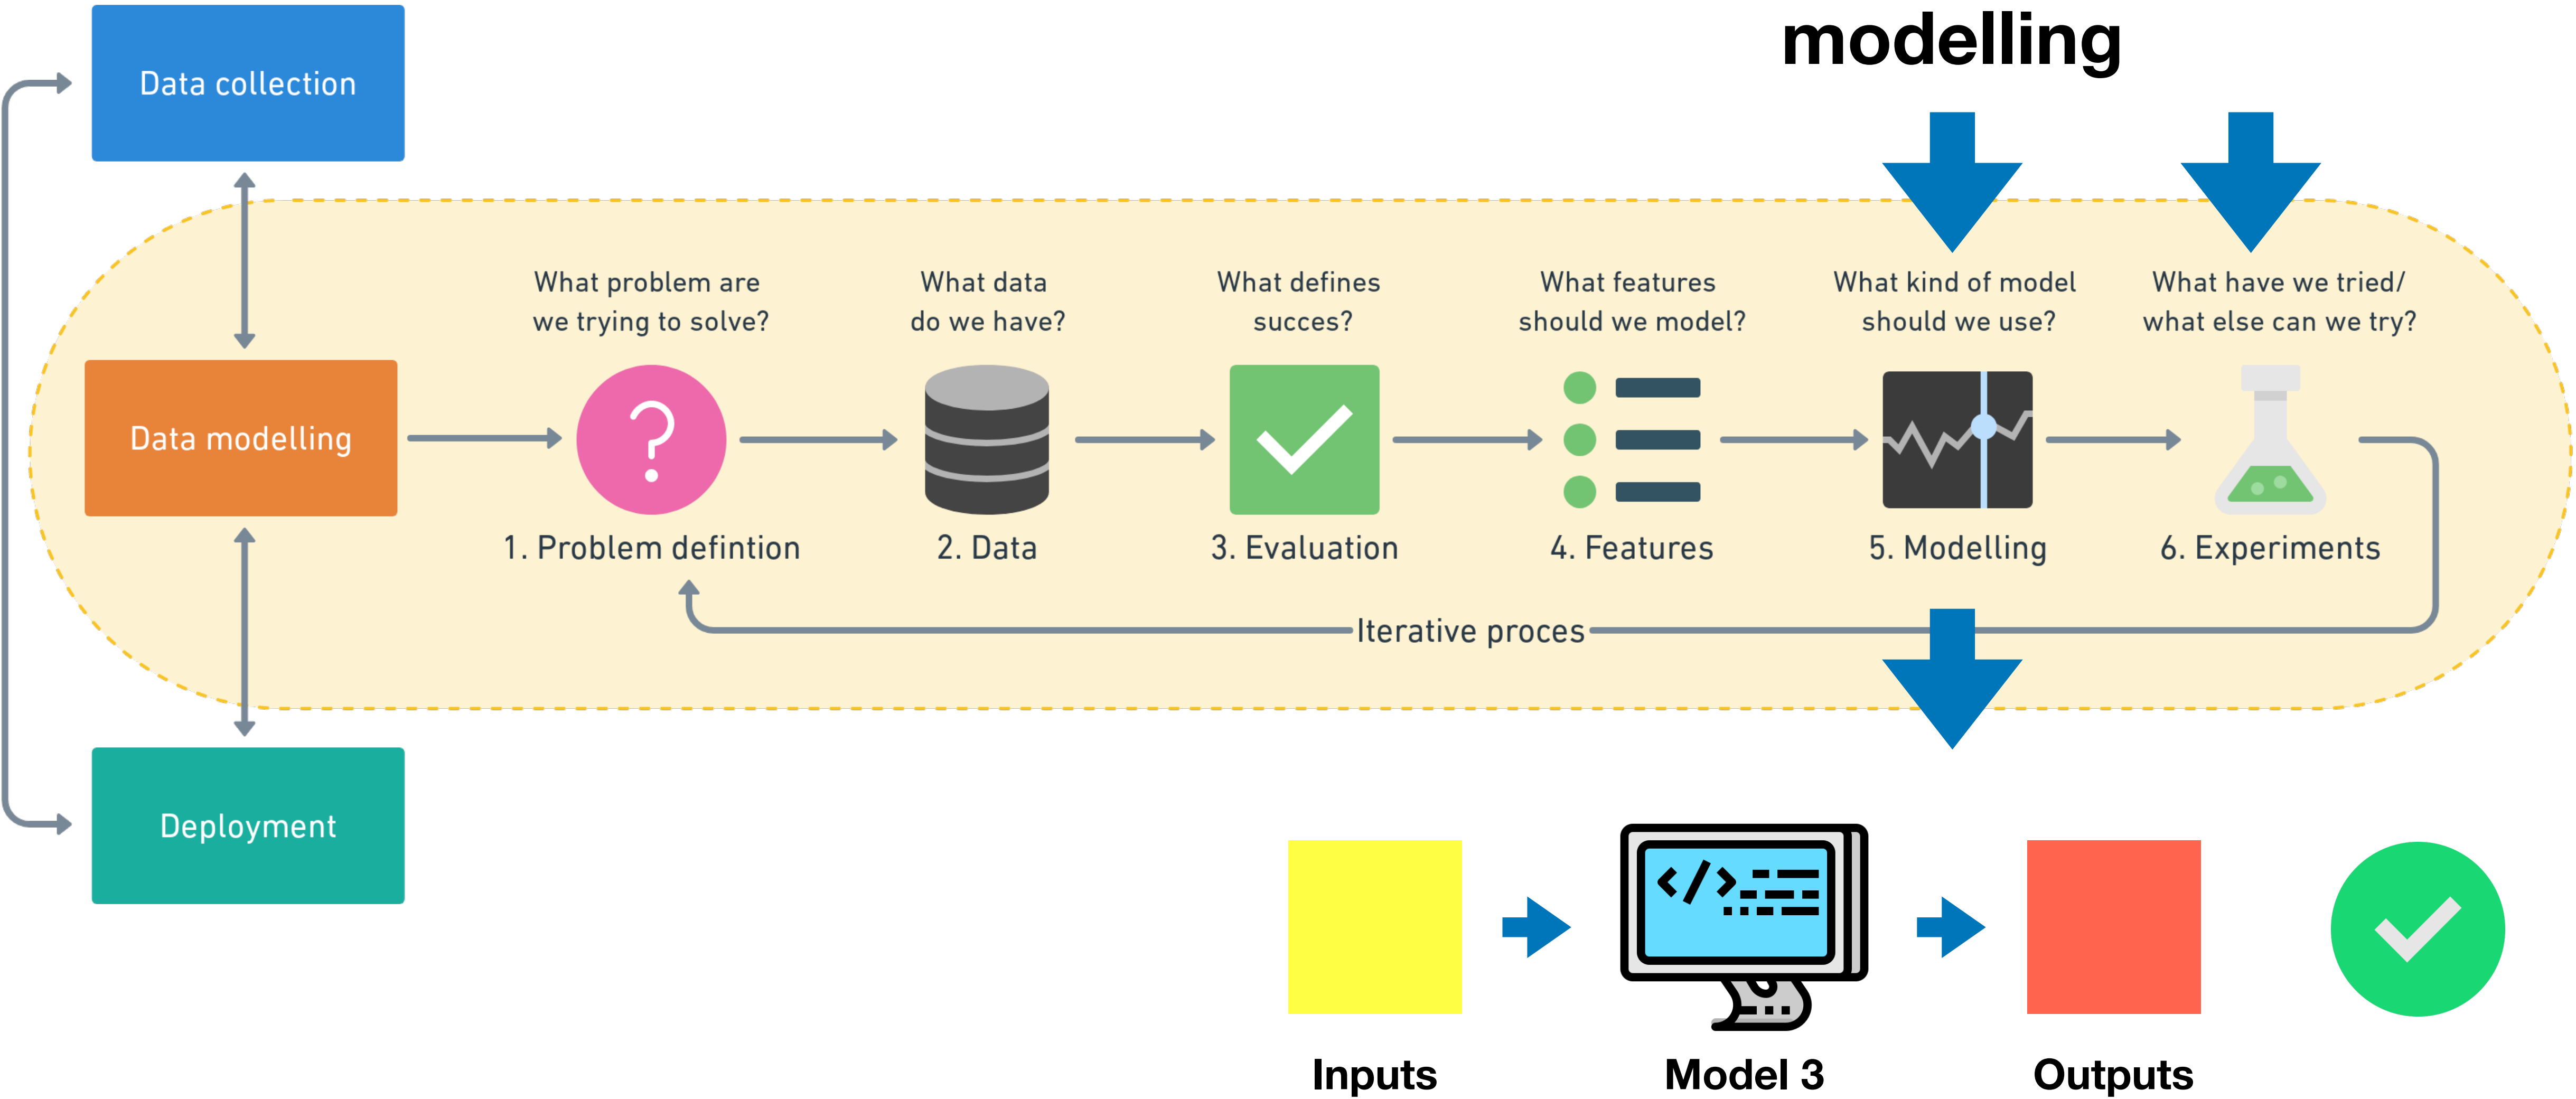 modelling
Data collection
What problem are
we trying to solve?
What data
do we have?
What defines
succes?
What features
should we model?
What kind of model
should we use?
What have we tried/
what else can we try?
Data modelling
1. Problem defintion
2. Data
3. Evaluation
4. Features
5. Modelling
6. Experiments
Iterative proces
Deployment
</>
Inputs
Model 3
Outputs